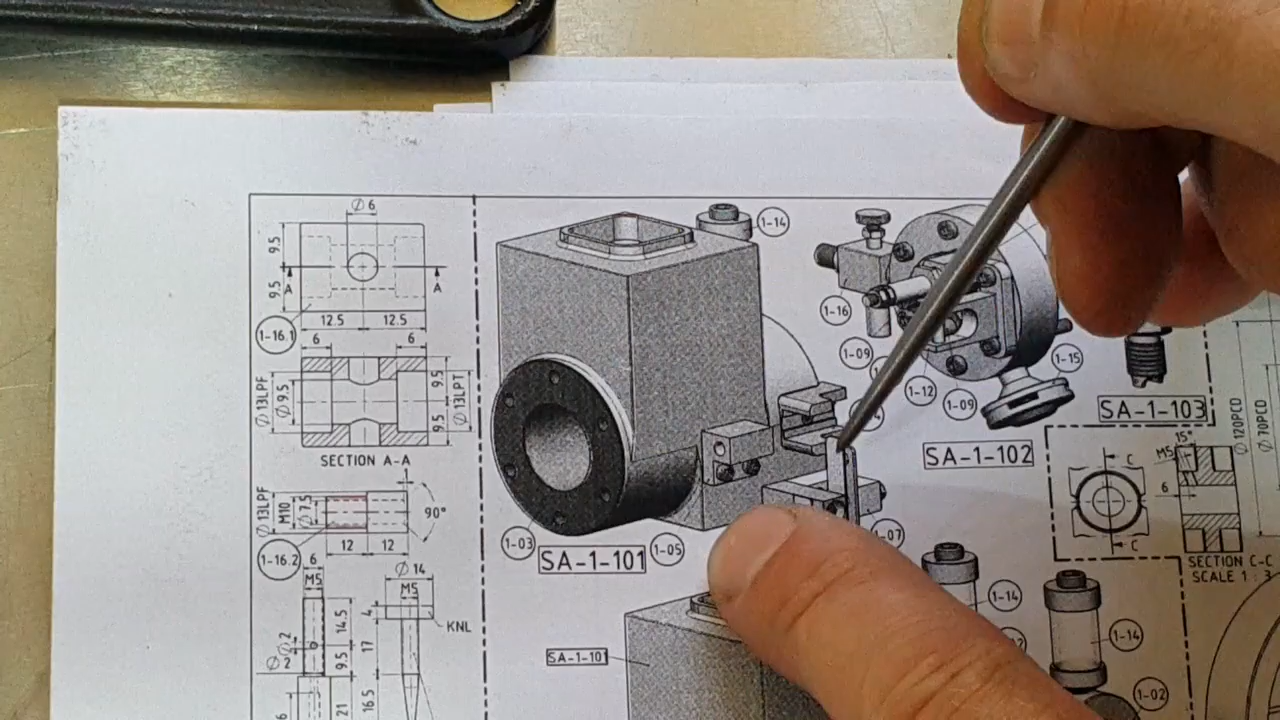 Ø 6
9.5
9.5
A
A
12.5
12.5
1-16.1
6
6
Ø 13LPF
Ø 9.5
9.5
9.5
Ø 13LPT
SECTION A-A
Ø 13LPF
M10
Ø 7.5
90°
12
12
1-16.2
6
M5
Ø 14
M5
4
14.5
17
KNL
Ø 2
Ø 2
9.5
21
16.5
6
1-14
1-03
SA-1-101
1-05
1-07
1-16
1-09
1-12
1-09
1-15
SA-1-102
SA-1-103
SA-1-101
1-14
1-14
1-02
C
C
M5
15°
6
Ø 120PCD
Ø 70PCD
SECTION C-C
SCALE 1 : 3